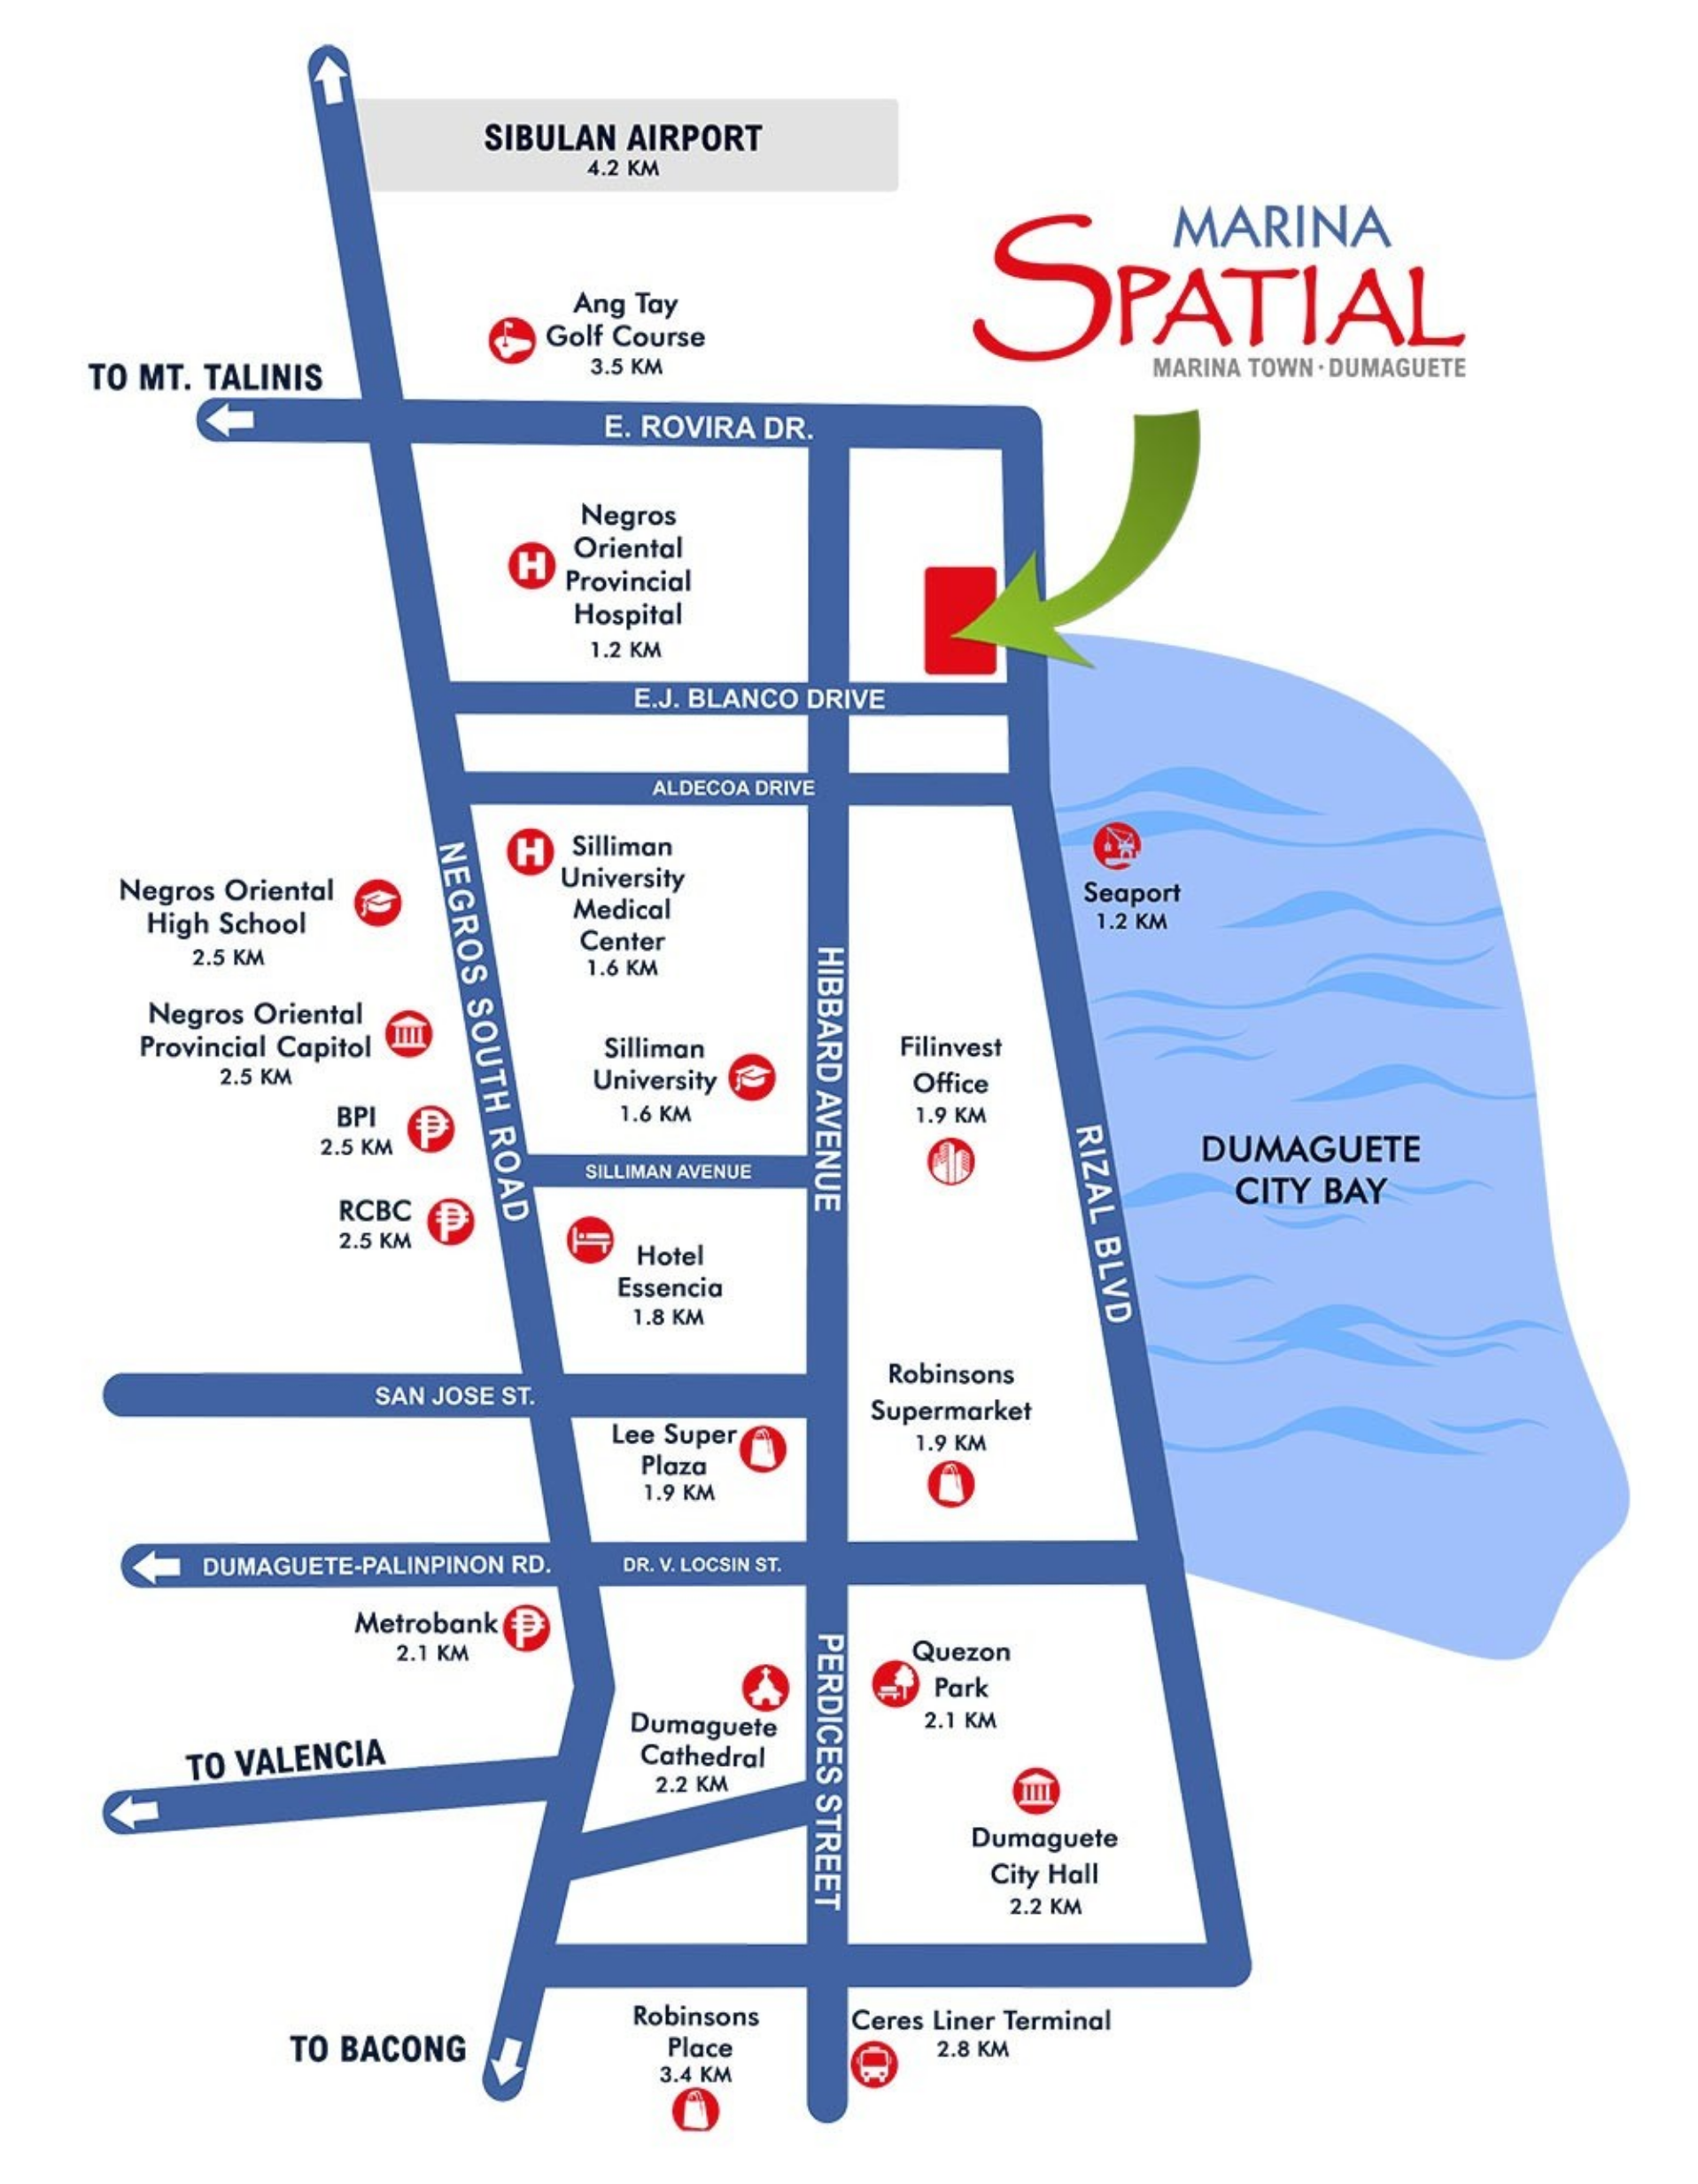 SIBULAN AIRPORT
4.2 KM
MARINA
SPATIAL
MARINA TOWN · DUMAGUETE
Ang Tay
Golf Course
3.5 KM
TO MT. TALINIS
E. ROVIRA DR.
H
Negros
Oriental
Provincial
Hospital
1.2 KM
E.J. BLANCO DRIVE
ALDECOA DRIVE
H
Silliman
University
Medical
Center
1.6 KM
Seaport
1.2 KM
Negros Oriental
High School
2.5 KM
NEGROS SOUTH ROAD
HIBBARD AVENUE
Negros Oriental
Provincial Capitol
2.5 KM
Silliman
University
1.6 KM
Filinvest
Office
1.9 KM
BPI
2.5 KM
₱
RIZAL BLVD
DUMAGUETE
CITY BAY
SILLIMAN AVENUE
RCBC
2.5 KM
₱
Hotel
Essencia
1.8 KM
SAN JOSE ST.
Robinsons
Supermarket
1.9 KM
Lee Super
Plaza
1.9 KM
DUMAGUETE-PALINPINON RD.
DR. V. LOCSIN ST.
Metrobank
2.1 KM
₱
PERDICES STREET
Quezon
Park
2.1 KM
Dumaguete
Cathedral
2.2 KM
TO VALENCIA
Dumaguete
City Hall
2.2 KM
TO BACONG
Robinsons
Place
3.4 KM
Ceres Liner Terminal
2.8 KM